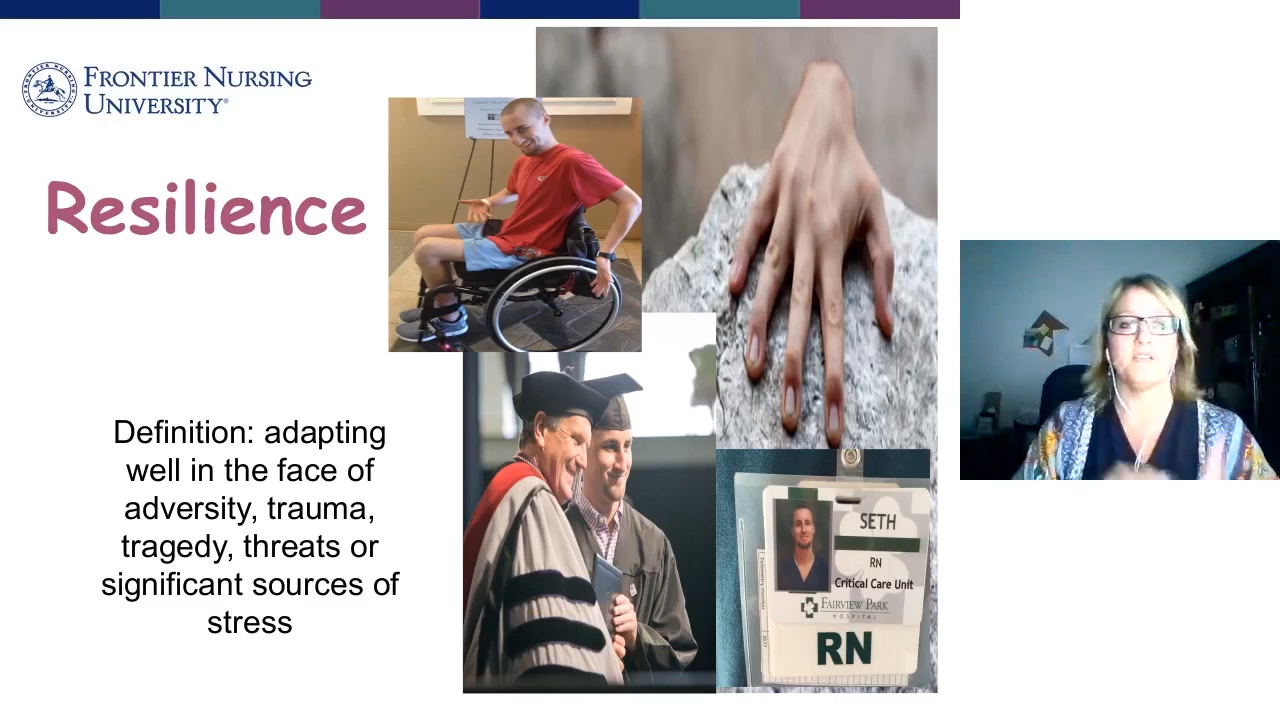 FRONTIER NURSING
UNIVERSITY®
Resilience
Definition: adapting
well in the face of
adversity, trauma,
tragedy, threats or
significant sources of
stress
SETH
RN
Critical Care Unit
FAIRVIEW PARK
HOSPITAL
RN